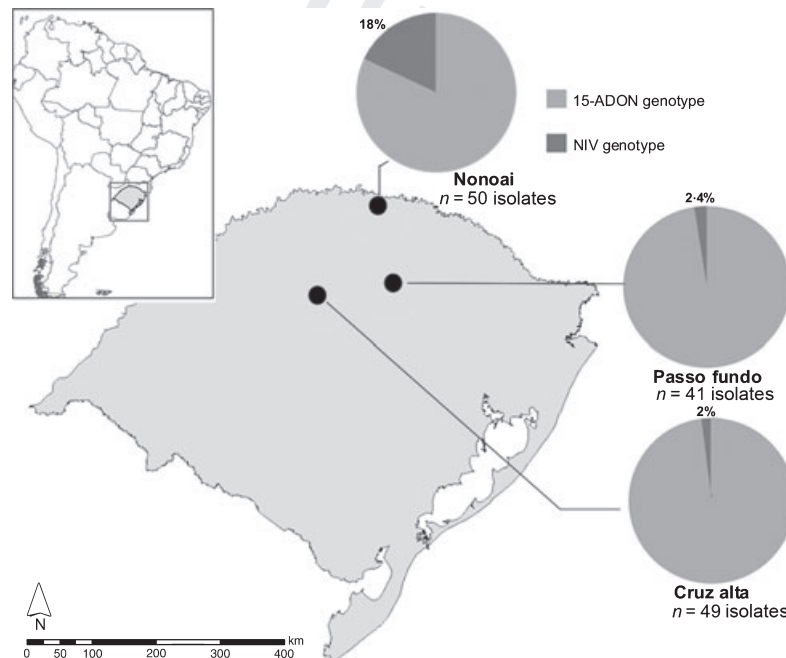 18%
15-ADON genotype
NIV genotype
Nonoai
n = 50 isolates
2·4%
Passo fundo
n = 41 isolates
2%
Cruz alta
n = 49 isolates
N
km
0 50 100 200 300 400